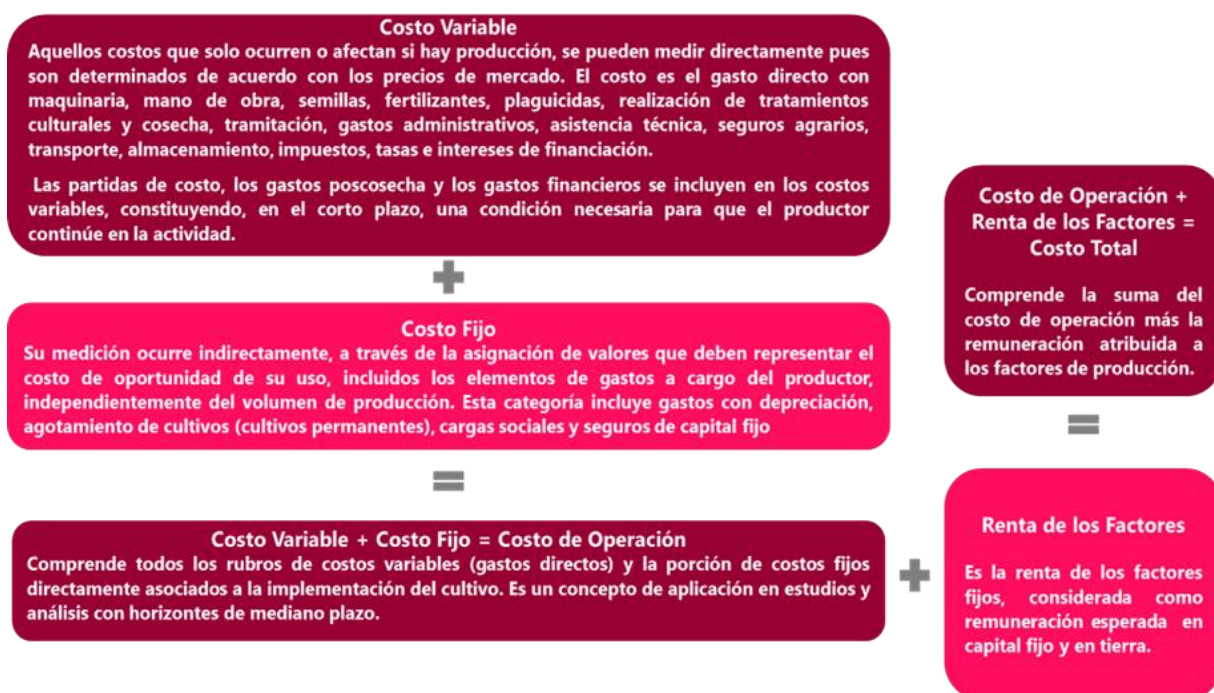 Costo Variable
Aquellos costos que solo ocurren o afectan si hay producción, se pueden medir directamente pues
son determinados de acuerdo con los precios de mercado. El costo es el gasto directo con
maquinaria, mano de obra, semillas, fertilizantes, plaguicidas, realización de tratamientos
culturales y cosecha, tramitación, gastos administrativos, asistencia técnica, seguros agrarios,
transporte, almacenamiento, impuestos, tasas e intereses de financiación.
Las partidas de costo, los gastos poscosecha y los gastos financieros se incluyen en los costos
variables, constituyendo, en el corto plazo, una condición necesaria para que el productor
continúe en la actividad.
+
Costo Fijo
Su medición ocurre indirectamente, a través de la asignación de valores que deben representar el
costo de oportunidad de su uso, incluidos los elementos de gastos a cargo del productor,
independientemente del volumen de producción. Esta categoría incluye gastos con depreciación,
agotamiento de cultivos (cultivos permanentes), cargas sociales y seguros de capital fijo
=
Costo Variable + Costo Fijo = Costo de Operación
Comprende todos los rubros de costos variables (gastos directos) y la porción de costos fijos
directamente asociados a la implementación del cultivo. Es un concepto de aplicación en estudios y
análisis con horizontes de mediano plazo.
+
Renta de los Factores
Es la renta de los factores
fijos, considerada como
remuneración esperada en
capital fijo y en tierra.
=
Costo de Operación +
Renta de los Factores =
Costo Total
Comprende la suma del
costo de operación más la
remuneración atribuida a
los factores de producción.